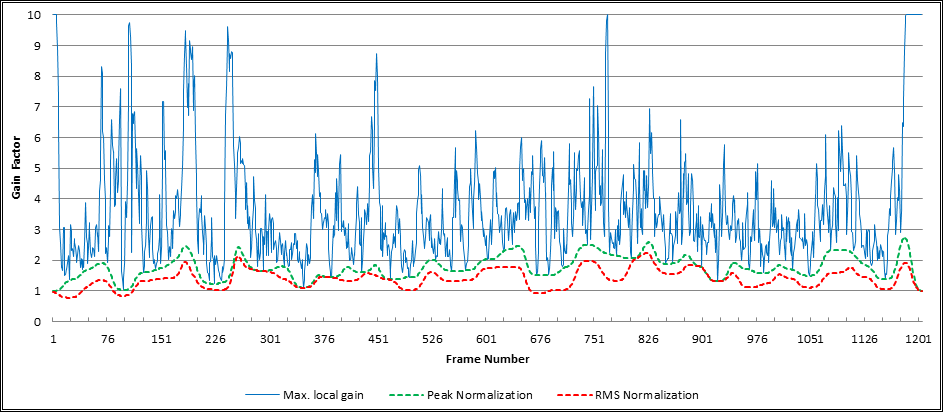 10
9
8
7
6
5
4
3
2
1
0
Gain Factor
1 76 151 226 301 376 451 526 601 676 751 826 901 976 1051 1126 1201
Frame Number
Max. local gain Peak Normalization RMS Normalization